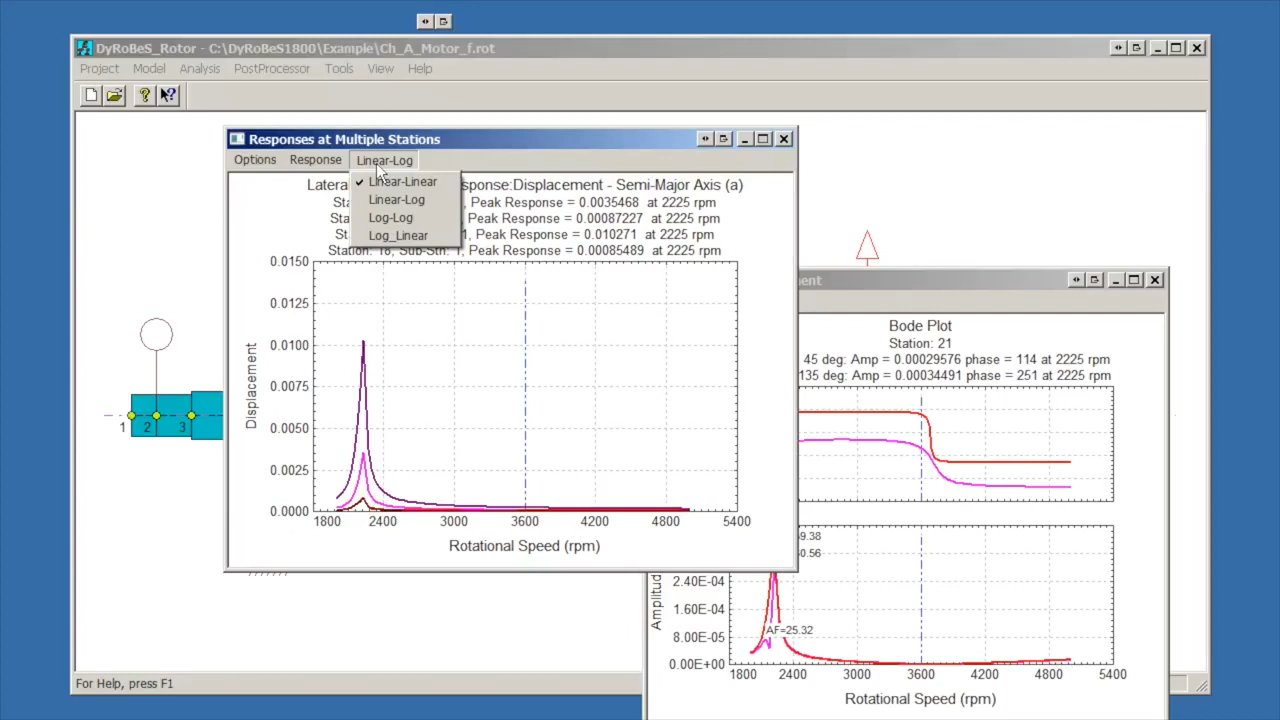 DyRoBeS_Rotor - C:\DyRoBeS1800\Example\Ch_A_Motor_f.rot
Project Model Analysis PostProcessor Tools View Help
Responses at Multiple Stations
Options Response Linear-Log
Linear-Linear
Linear-Log
Log-Log
Log_Linear
sponse:Displacement - Semi-Major Axis (a)
Peak Response = 0.0035468 at 2225 rpm
Peak Response = 0.00087227 at 2225 rpm
Peak Response = 0.010271 at 2225 rpm
Station: 18, Sub-Stn: 1, Peak Response = 0.00085489 at 2225 rpm
0.0150
0.0125
0.0100
0.0075
0.0050
0.0025
0.0000
Displacement
1800 2400 3000 3600 4200 4800 5400
Rotational Speed (rpm)
1 2 3
Bode Plot
Station: 21
45 deg: Amp = 0.00029576 phase = 114 at 2225 rpm
135 deg: Amp = 0.00034491 phase = 251 at 2225 rpm
2.40E-04
1.60E-04
8.00E-05
0.00E+00
AF=25.32
1800 2400 3000 3600 4200 4800 5400
Rotational Speed (rpm)
For Help, press F1